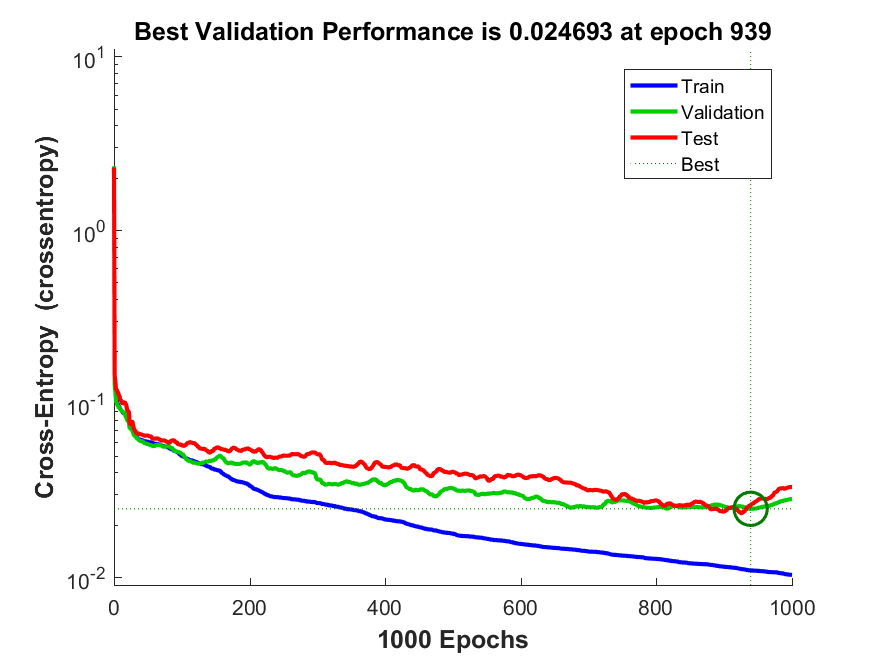 Best Validation Performance is 0.024693 at epoch 939
10^1
10^0
10^-1
10^-2
Cross-Entropy (crossentropy)
Train
Validation
Test
Best
0 200 400 600 800 1000
1000 Epochs